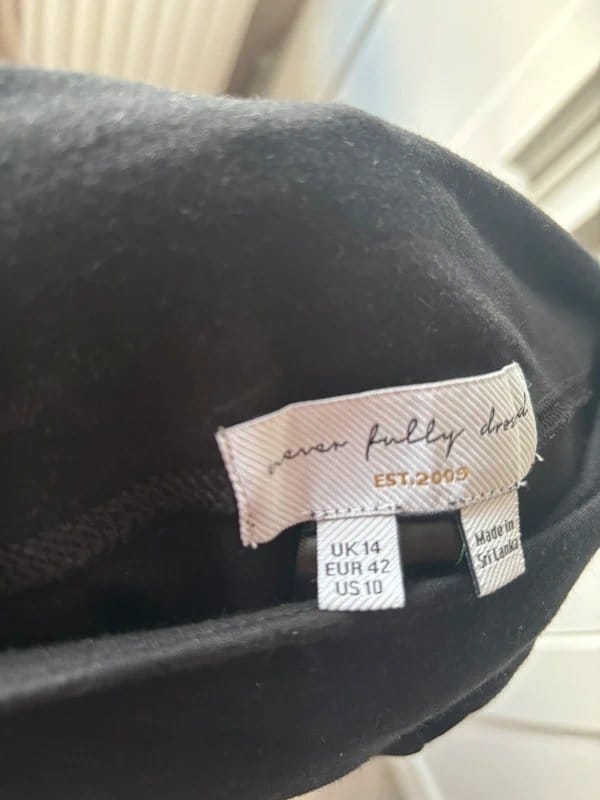 never fully dressed
EST.2009
UK 14
EUR 42
US 10
Made in
Sri Lanka